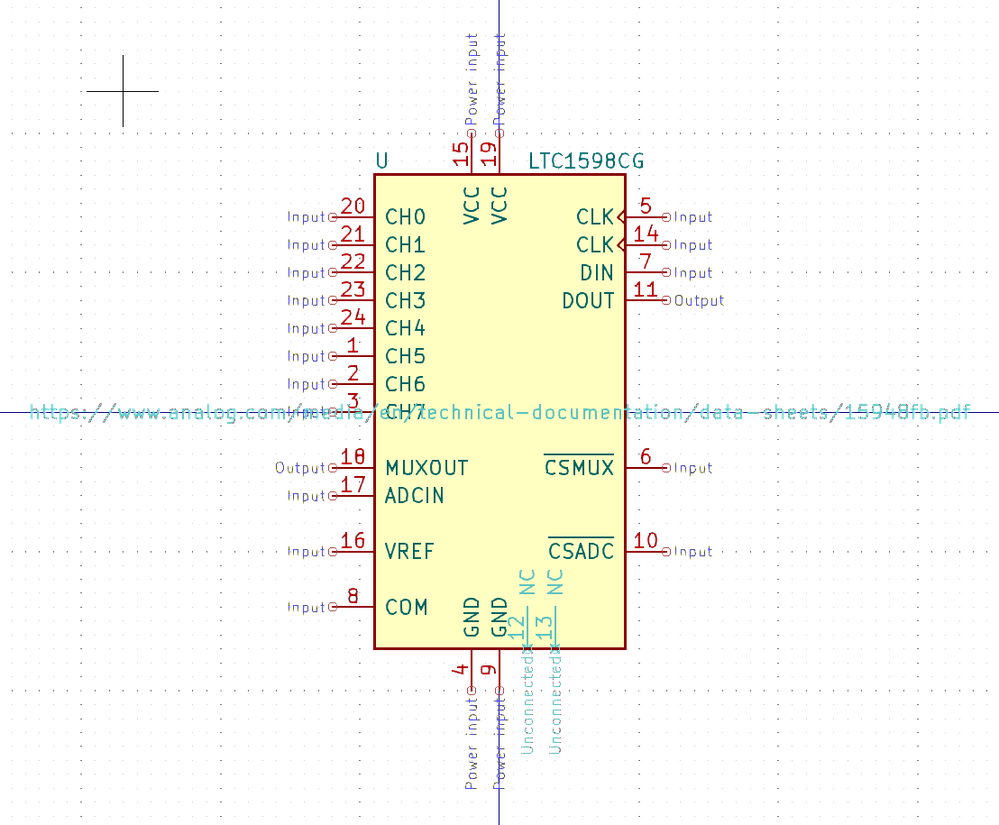 Power input Power input
15 19
U LTC1598CG
VCC VCC
Input 20 CH0 CLK 5 Input
Input 21 CH1 CLK 14 Input
Input 22 CH2 DIN 7 Input
Input 23 CH3 DOUT 11 Output
Input 24 CH4
Input 1 CH5
Input 2 CH6
Input 3 CH7
https://www.analog.com/media/en/technical-documentation/data-sheets/15948fb.pdf
Output 18 MUXOUT CSMUX 6 Input
Input 17 ADCIN
Input 16 VREF CSADC 10 Input
Input 8 COM
GND GND NC NC
4 9 12 13
Power input Power input Unconnected Unconnected